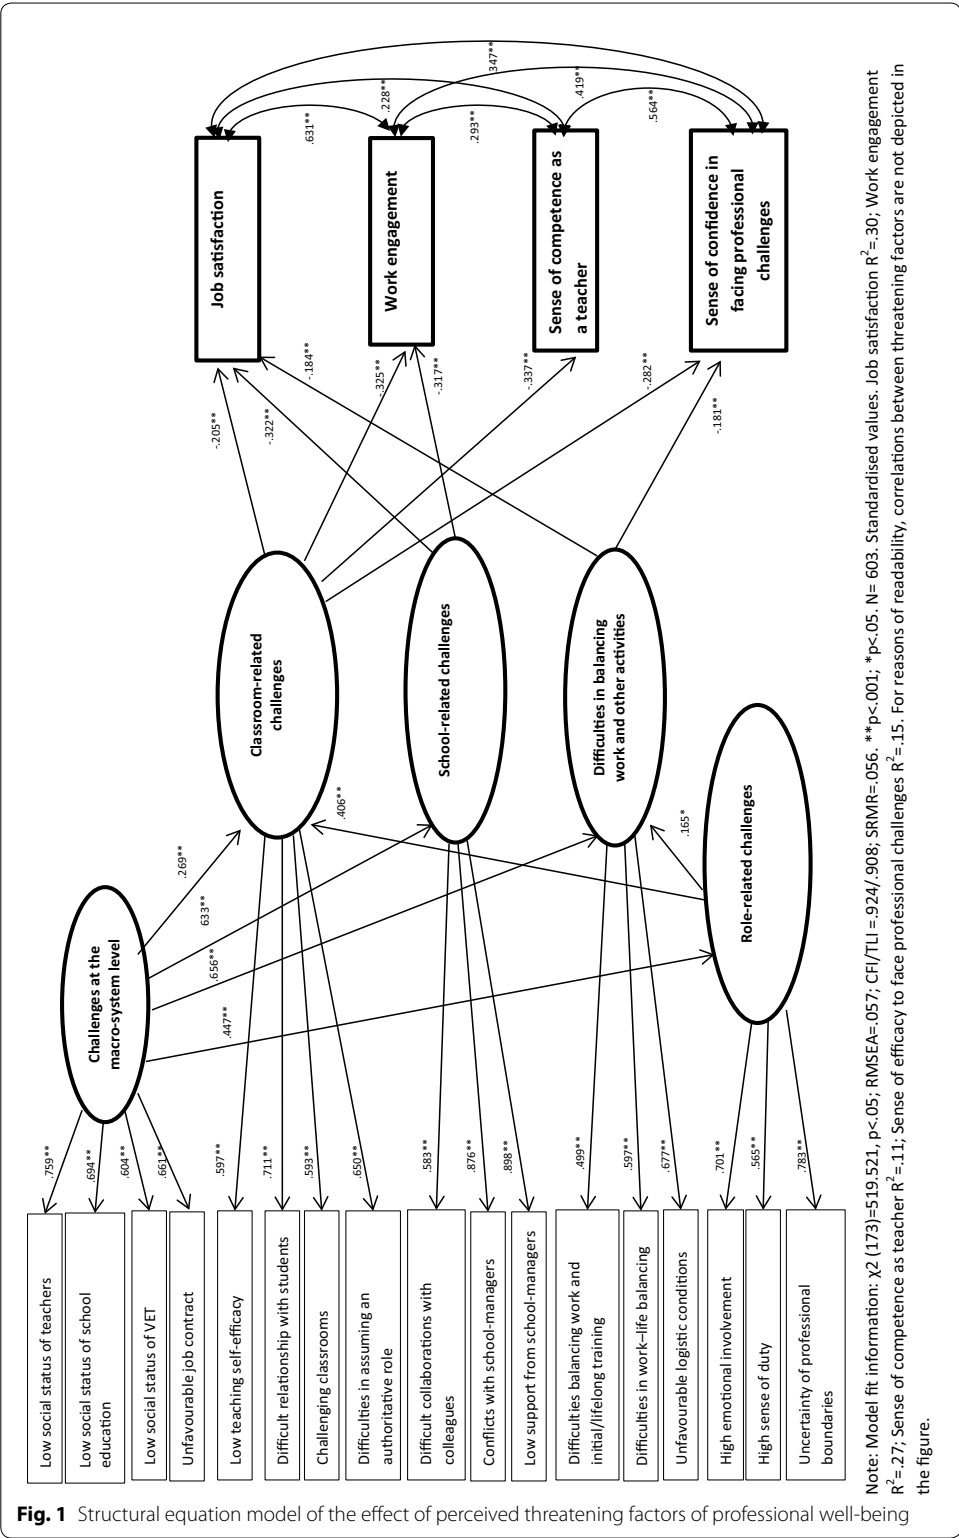 Low social status of teachers
Low social status of school
education
Low social status of VET
Unfavourable job contract
Low teaching self-efficacy
Difficult relationship with students
Challenging classrooms
Difficulties in assuming an
authoritative role
Difficult collaborations with
colleagues
Conflicts with school-managers
Low support from school-managers
Difficulties balancing work and
initial/lifelong training
Difficulties in work–life balancing
Unfavourable logistic conditions
High emotional involvement
High sense of duty
Uncertainty of professional
boundaries
.759**
.694**
.604**
.661**
.597**
.711**
.593**
.650**
.583**
.876**
.898**
.499**
.597**
.677**
.701**
.565**
.783**
Challenges at the
macro-system level
.269**
633**
.656**
.447**
Role-related challenges
.406**
.165*
Classroom-related
challenges
School-related challenges
Difficulties in balancing
work and other activities
-.205**
-.322**
-.184**
-.325**
-.317**
-.337**
-.282**
-.181**
Job satisfaction
Work engagement
Sense of competence as
a teacher
Sense of confidence in
facing professional
challenges
.631**
.228**
.293**
347**
.419**
.564**
Note: Model fit information: χ2 (173)=519.521, p<.05; RMSEA=.057; CFI/TLI =.924/.908; SRMR=.056. **p<.001; *p<.05. N= 603. Standardised values. Job satisfaction R²=.30; Work engagement
R²=.27; Sense of competence as teacher R²=.11; Sense of efficacy to face professional challenges R²=.15. For reasons of readability, correlations between threatening factors are not depicted in
the figure.
Fig. 1 Structural equation model of the effect of perceived threatening factors of professional well-being